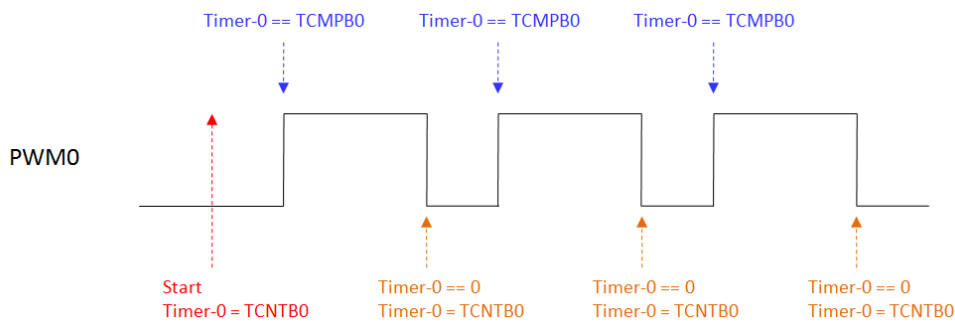 Timer-0 == TCMPB0 Timer-0 == TCMPB0 Timer-0 == TCMPB0
PWM0
Start Timer-0 == 0 Timer-0 == 0 Timer-0 == 0
Timer-0 = TCNTB0 Timer-0 = TCNTB0 Timer-0 = TCNTB0 Timer-0 = TCNTB0